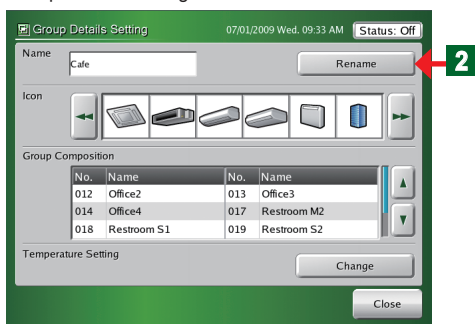 Group Details Setting 07/01/2009 Wed. 09:33 AM Status: Off
Name Cafe Rename 2
Icon
Group Composition
No. Name No. Name
012 Office2 013 Office3
014 Office4 017 Restroom M2
018 Restroom S1 019 Restroom S2
Temperature Setting Change
Close